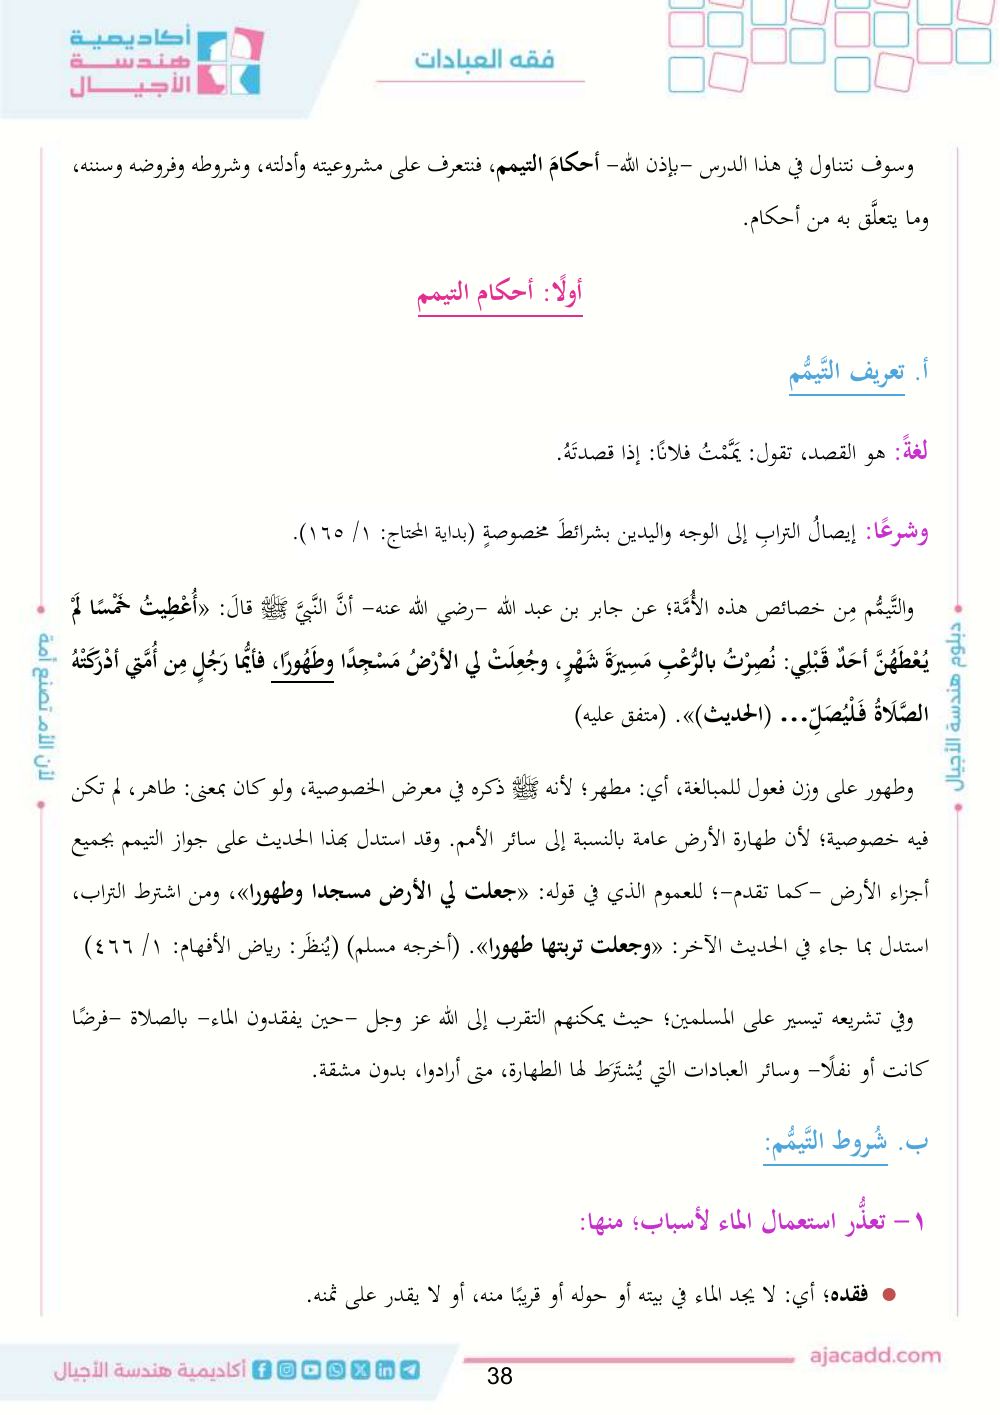 أكاديمية
هندسة
الأجيال
فقه العبادات
وسوف نتناول في هذا الدرس –بإذن الله– أحكامَ التيمم، فنتعرف على مشروعيته وأدلته، وشروطه وفروضه وسننه،
وما يتعلَّق به من أحكام.
أولًا: أحكام التيمم
أ. تعريف التَّيمُّم
لغةً: هو القصد، تقول: يَمَّمْتُ فلانًا: إذا قصدتَهُ.
وشرعًا: إيصالُ الترابِ إلى الوجه واليدين بشرائطَ مخصوصةٍ (بداية المحتاج: ١/ ١٦٥).
والتَّيمُّم مِن خصائص هذه الأُمَّة؛ عن جابر بن عبد الله –رضي الله عنه– أنَّ النَّبيَّ ﷺ قالَ: «أُعْطِيتُ خَمْسًا لَمْ
يُعْطَهُنَّ أحَدٌ قَبْلِي: نُصِرْتُ بالرُّعْبِ مَسِيرَةَ شَهْرٍ، وجُعِلَتْ لي الأرْضُ مَسْجِدًا وطَهُورًا، فأيُّما رَجُلٍ مِن أُمَّتي أدْرَكَتْهُ
الصَّلَاةُ فَلْيُصَلِّ... (الحديث)». (متفق عليه)
وطهور على وزن فعول للمبالغة، أي: مطهر؛ لأنه ﷺ ذكره في معرض الخصوصية، ولو كان بمعنى: طاهر، لم تكن
فيه خصوصية؛ لأن طهارة الأرض عامة بالنسبة إلى سائر الأمم. وقد استدل بهذا الحديث على جواز التيمم بجميع
أجزاء الأرض –كما تقدم–؛ للعموم الذي في قوله: «جعلت لي الأرض مسجدا وطهورا»، ومن اشترط التراب،
استدل بما جاء في الحديث الآخر: «وجعلت تربتها طهورا». (أخرجه مسلم) (يُنظَر: رياض الأفهام: ١/ ٤٦٦)
وفي تشريعه تيسير على المسلمين؛ حيث يمكنهم التقرب إلى الله عز وجل –حين يفقدون الماء– بالصلاة –فرضًا
كانت أو نفلًا– وسائر العبادات التي يُشتَرَط لها الطهارة، متى أرادوا، بدون مشقة.
ب. شُروط التَّيمُّم:
١– تعذُّر استعمال الماء لأسباب؛ منها:
● فقده؛ أي: لا يجد الماء في بيته أو حوله أو قريبًا منه، أو لا يقدر على ثمنه.
دبلوم هندسة الأجيال
لأن الأم تصنع أمة
أكاديمية هندسة الأجيال
38
ajacadd.com